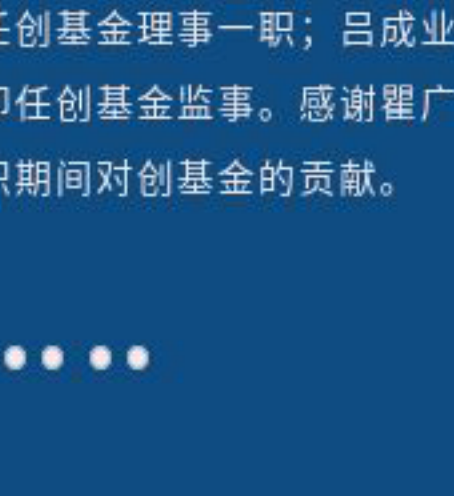 任创基金理事一职；吕成业
卸任创基金监事。感谢瞿广
职期间对创基金的贡献。